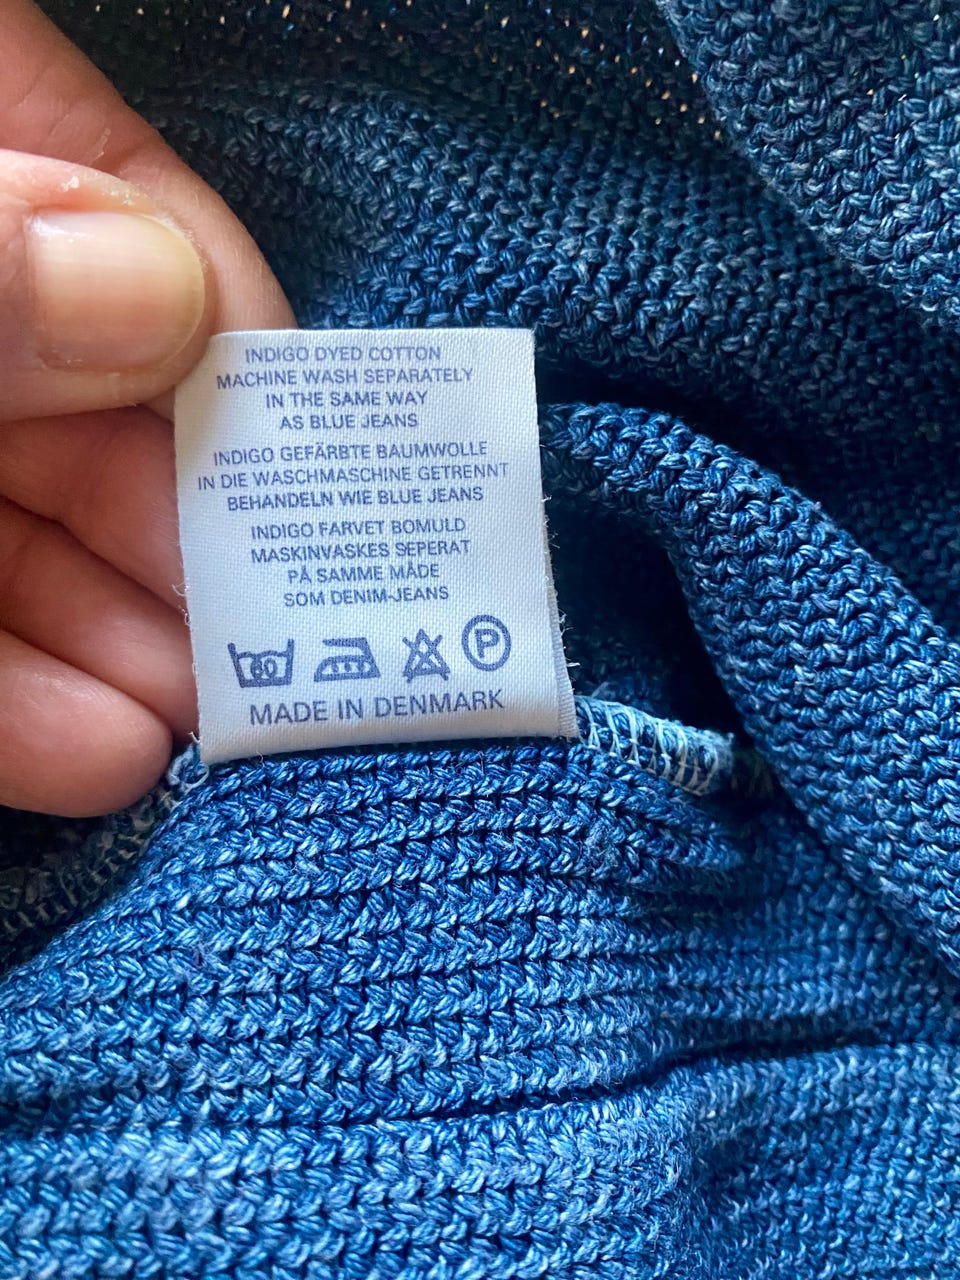 INDIGO DYED COTTON
MACHINE WASH SEPARATELY
IN THE SAME WAY
AS BLUE JEANS
INDIGO GEFÄRBTE BAUMWOLLE
IN DIE WASCHMASCHINE GETRENNT
BEHANDELN WIE BLUE JEANS
INDIGO FARVET BOMULD
MASKINVASKES SEPERAT
PÅ SAMME MÅDE
SOM DENIM-JEANS
60 P
MADE IN DENMARK